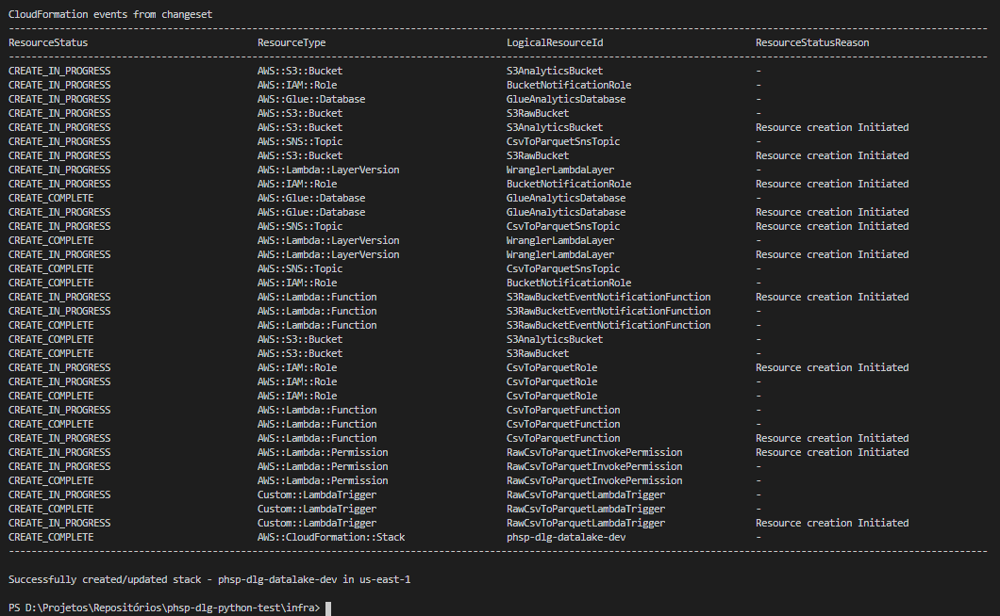 CloudFormation events from changeset
ResourceStatus ResourceType LogicalResourceId ResourceStatusReason
CREATE_IN_PROGRESS AWS::S3::Bucket S3AnalyticsBucket -
CREATE_IN_PROGRESS AWS::IAM::Role BucketNotificationRole -
CREATE_IN_PROGRESS AWS::Glue::Database GlueAnalyticsDatabase -
CREATE_IN_PROGRESS AWS::S3::Bucket S3RawBucket -
CREATE_IN_PROGRESS AWS::S3::Bucket S3AnalyticsBucket Resource creation Initiated
CREATE_IN_PROGRESS AWS::SNS::Topic CsvToParquetSnsTopic -
CREATE_IN_PROGRESS AWS::S3::Bucket S3RawBucket Resource creation Initiated
CREATE_IN_PROGRESS AWS::Lambda::LayerVersion WranglerLambdaLayer -
CREATE_IN_PROGRESS AWS::IAM::Role BucketNotificationRole Resource creation Initiated
CREATE_COMPLETE AWS::Glue::Database GlueAnalyticsDatabase -
CREATE_IN_PROGRESS AWS::Glue::Database GlueAnalyticsDatabase Resource creation Initiated
CREATE_IN_PROGRESS AWS::SNS::Topic CsvToParquetSnsTopic Resource creation Initiated
CREATE_COMPLETE AWS::Lambda::LayerVersion WranglerLambdaLayer -
CREATE_IN_PROGRESS AWS::Lambda::LayerVersion WranglerLambdaLayer Resource creation Initiated
CREATE_COMPLETE AWS::SNS::Topic CsvToParquetSnsTopic -
CREATE_COMPLETE AWS::IAM::Role BucketNotificationRole -
CREATE_IN_PROGRESS AWS::Lambda::Function S3RawBucketEventNotificationFunction Resource creation Initiated
CREATE_IN_PROGRESS AWS::Lambda::Function S3RawBucketEventNotificationFunction -
CREATE_COMPLETE AWS::Lambda::Function S3RawBucketEventNotificationFunction -
CREATE_COMPLETE AWS::S3::Bucket S3AnalyticsBucket -
CREATE_COMPLETE AWS::S3::Bucket S3RawBucket -
CREATE_IN_PROGRESS AWS::IAM::Role CsvToParquetRole Resource creation Initiated
CREATE_IN_PROGRESS AWS::IAM::Role CsvToParquetRole -
CREATE_COMPLETE AWS::IAM::Role CsvToParquetRole -
CREATE_IN_PROGRESS AWS::Lambda::Function CsvToParquetFunction -
CREATE_COMPLETE AWS::Lambda::Function CsvToParquetFunction -
CREATE_IN_PROGRESS AWS::Lambda::Function CsvToParquetFunction Resource creation Initiated
CREATE_IN_PROGRESS AWS::Lambda::Permission RawCsvToParquetInvokePermission Resource creation Initiated
CREATE_IN_PROGRESS AWS::Lambda::Permission RawCsvToParquetInvokePermission -
CREATE_COMPLETE AWS::Lambda::Permission RawCsvToParquetInvokePermission -
CREATE_IN_PROGRESS Custom::LambdaTrigger RawCsvToParquetLambdaTrigger -
CREATE_COMPLETE Custom::LambdaTrigger RawCsvToParquetLambdaTrigger -
CREATE_IN_PROGRESS Custom::LambdaTrigger RawCsvToParquetLambdaTrigger Resource creation Initiated
CREATE_COMPLETE AWS::CloudFormation::Stack phsp-dlg-datalake-dev -
Successfully created/updated stack - phsp-dlg-datalake-dev in us-east-1
PS D:\Projetos\Repositórios\phsp-dlg-python-test\infra>